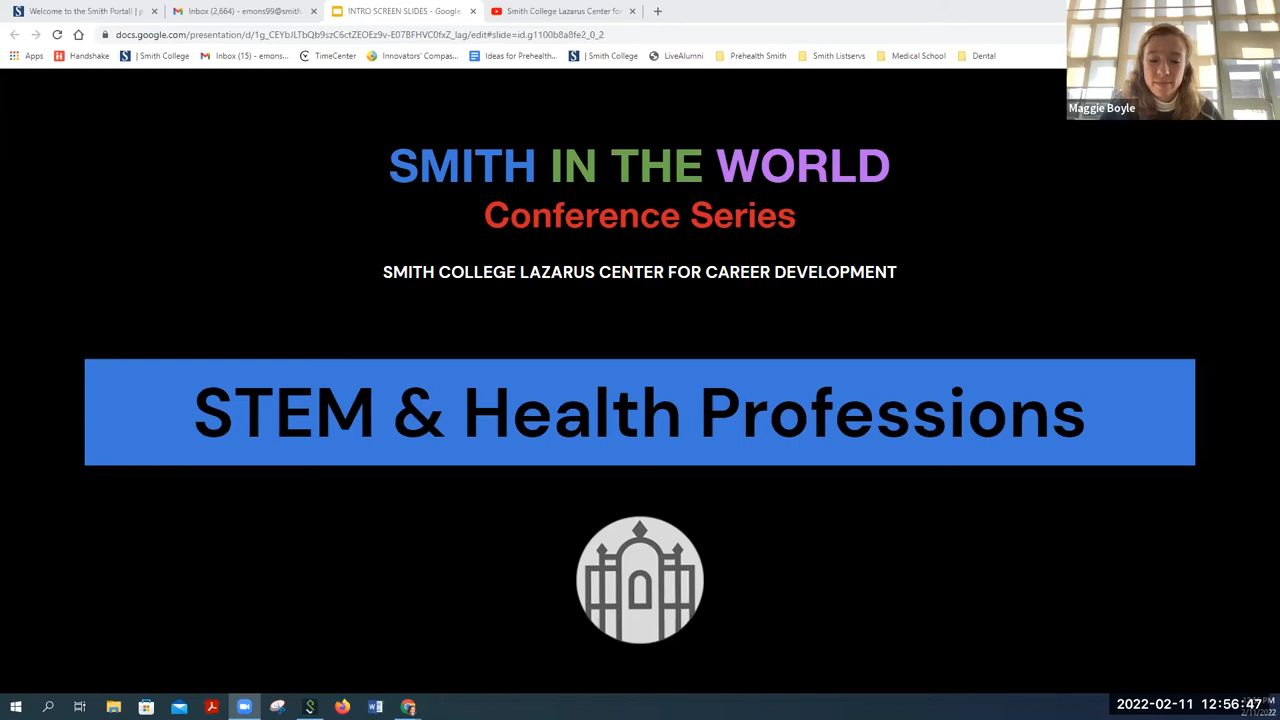 Welcome to the Smith Portal! | p
Inbox (2,664) - emons99@smith
INTRO SCREEN SLIDES - Google
Smith College Lazarus Center for
docs.google.com/presentation/d/1g_CEYbJLTbQb9szC6ctZEOEz9v-E07BFHVC0fxZ_lag/edit#slide=id.g1100b8a8fe2_0_2
Apps
Handshake
| Smith College
Inbox (15) - emons...
TimeCenter
Innovators' Compas...
Ideas for Prehealth...
| Smith College
LiveAlumni
Prehealth Smith
Smith Listservs
Medical School
Dental
Maggie Boyle
SMITH IN THE WORLD
Conference Series
SMITH COLLEGE LAZARUS CENTER FOR CAREER DEVELOPMENT
STEM & Health Professions
2022-02-11 12:56:47